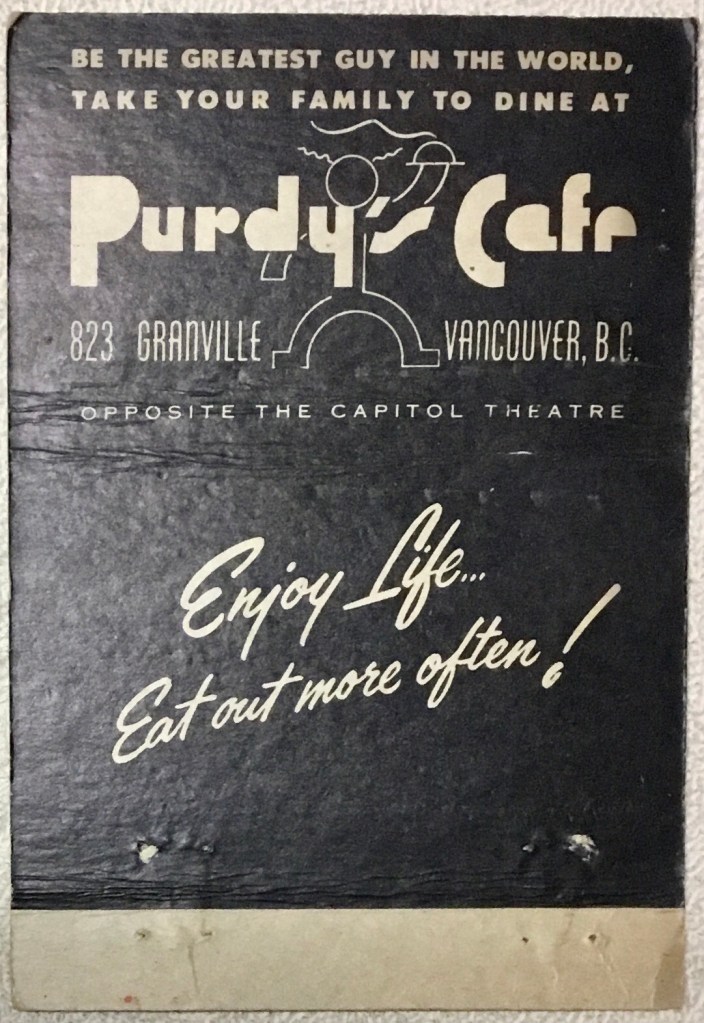 BE THE GREATEST GUY IN THE WORLD,
TAKE YOUR FAMILY TO DINE AT
Purdy's Cafe
823 GRANVILLE VANCOUVER, B.C.
OPPOSITE THE CAPITOL THEATRE
Enjoy Life...
Eat out more often!